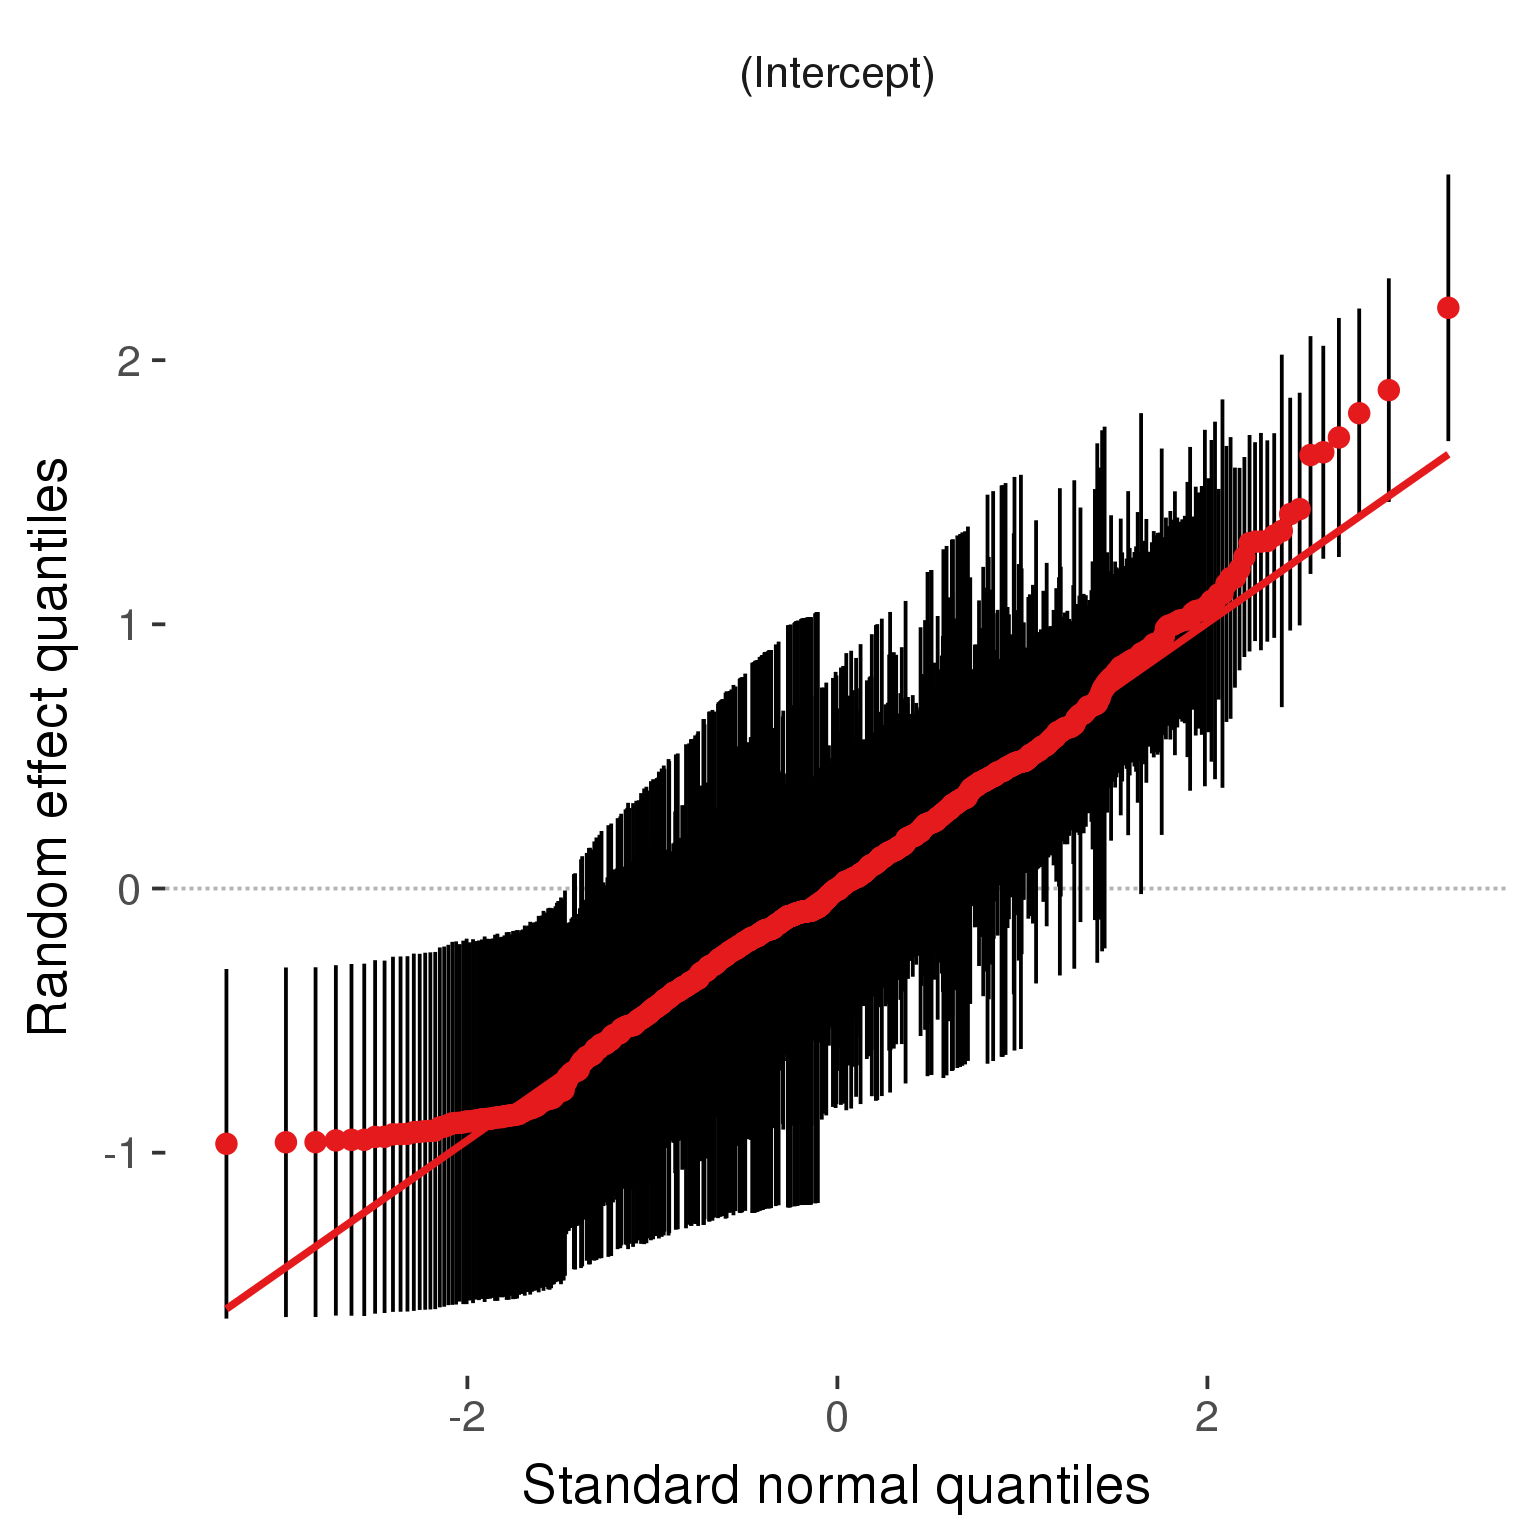 (Intercept)
Random effect quantiles
2
1
0
-1
-2
0
2
Standard normal quantiles